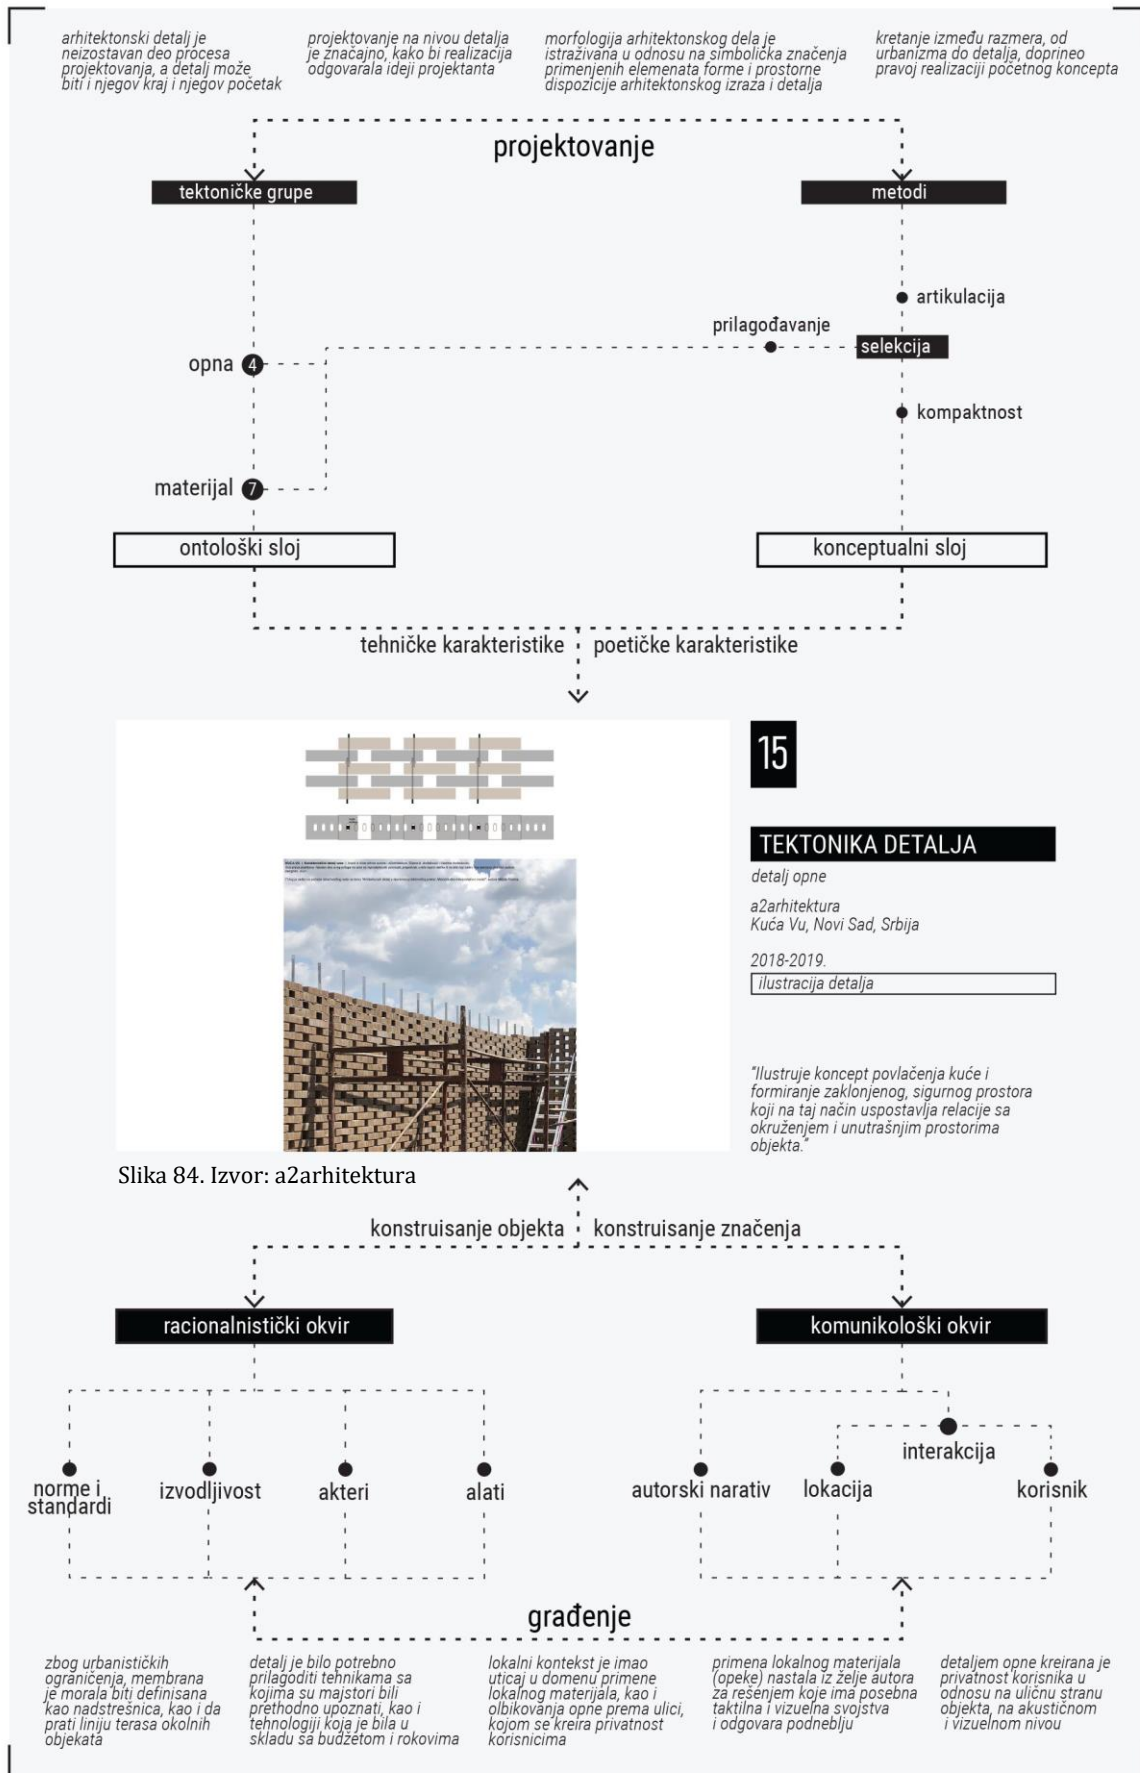 arhitektonski detalj je
neizostavan deo procesa
projektovanja, a detalj može
biti i njegov kraj i njegov početak
projektovanje na nivou detalja
je značajno, kako bi realizacija
odgovarala ideji projektanta
morfologija arhitektonskog dela je
istraživana u odnosu na simbolička značenja
primenjenih elemenata forme i prostorne
dispozicije arhitektonskog izraza i detalja
kretanje između razmera, od
urbanizma do detalja, doprineo
pravoj realizaciji početnog koncepta
projektovanje
tektoničke grupe
metodi
artikulacija
prilagođavanje
selekcija
opna 4
kompaktnost
materijal 7
ontološki sloj
konceptualni sloj
tehničke karakteristike
poetičke karakteristike
15
TEKTONIKA DETALJA
detalj opne
a2arhitektura
Kuća Vu, Novi Sad, Srbija
2018-2019.
ilustracija detalja
"Ilustruje koncept povlačenja kuće i
formiranje zaklonjenog, sigurnog prostora
koji na taj način uspostavlja relacije sa
okruženjem i unutrašnjim prostorima
objekta."
Slika 84. Izvor: a2arhitektura
konstruisanje objekta
konstruisanje značenja
racionalnistički okvir
komunikološki okvir
interakcija
norme i
standardi
izvodljivost
akteri
alati
autorski narativ
lokacija
korisnik
građenje
zbog urbanističkih
ograničenja, membrana
je morala biti definisana
kao nadstrešnica, kao i da
prati liniju terasa okolnih
objekata
detalj je bilo potrebno
prilagoditi tehnikama sa
kojima su majstori bili
prethodno upoznati, kao i
tehnologiji koja je bila u
skladu sa budžetom i rokovima
lokalni kontekst je imao
uticaj u domenu primene
lokalnog materijala, kao i
olbikovanja opne prema ulici,
kojom se kreira privatnost
korisnicima
primena lokalnog materijala
(opeke) nastala iz želje autora
za rešenjem koje ima posebna
taktilna i vizuelna svojstva
i odgovara podneblju
detaljem opne kreirana je
privatnost korisnika u
odnosu na uličnu stranu
objekta, na akustičnom
i vizuelnom nivou